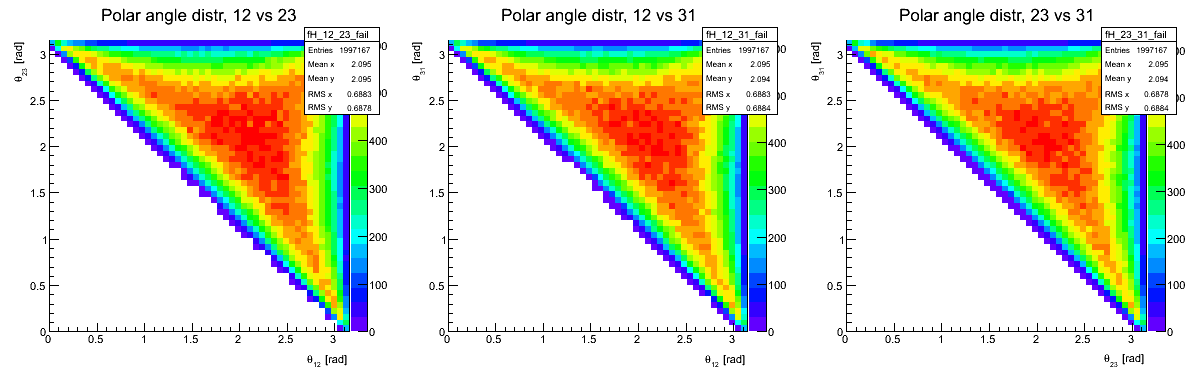 Polar angle distr, 12 vs 23
θ23 [rad]
fH_12_23_fail
Entries 1997167
Mean x 2.095
Mean y 2.095
RMS x 0.6883
RMS y 0.6878
3
2.5
2
1.5
1
0.5
0
400
300
200
100
0
0 0.5 1 1.5 2 2.5 3
θ12 [rad]
Polar angle distr, 12 vs 31
θ31 [rad]
fH_12_31_fail
Entries 1997167
Mean x 2.095
Mean y 2.094
RMS x 0.6883
RMS y 0.6884
3
2.5
2
1.5
1
0.5
0
400
300
200
100
0
0 0.5 1 1.5 2 2.5 3
θ12 [rad]
Polar angle distr, 23 vs 31
θ31 [rad]
fH_23_31_fail
Entries 1997167
Mean x 2.095
Mean y 2.094
RMS x 0.6878
RMS y 0.6884
3
2.5
2
1.5
1
0.5
0
400
300
200
100
0
0 0.5 1 1.5 2 2.5 3
θ23 [rad]